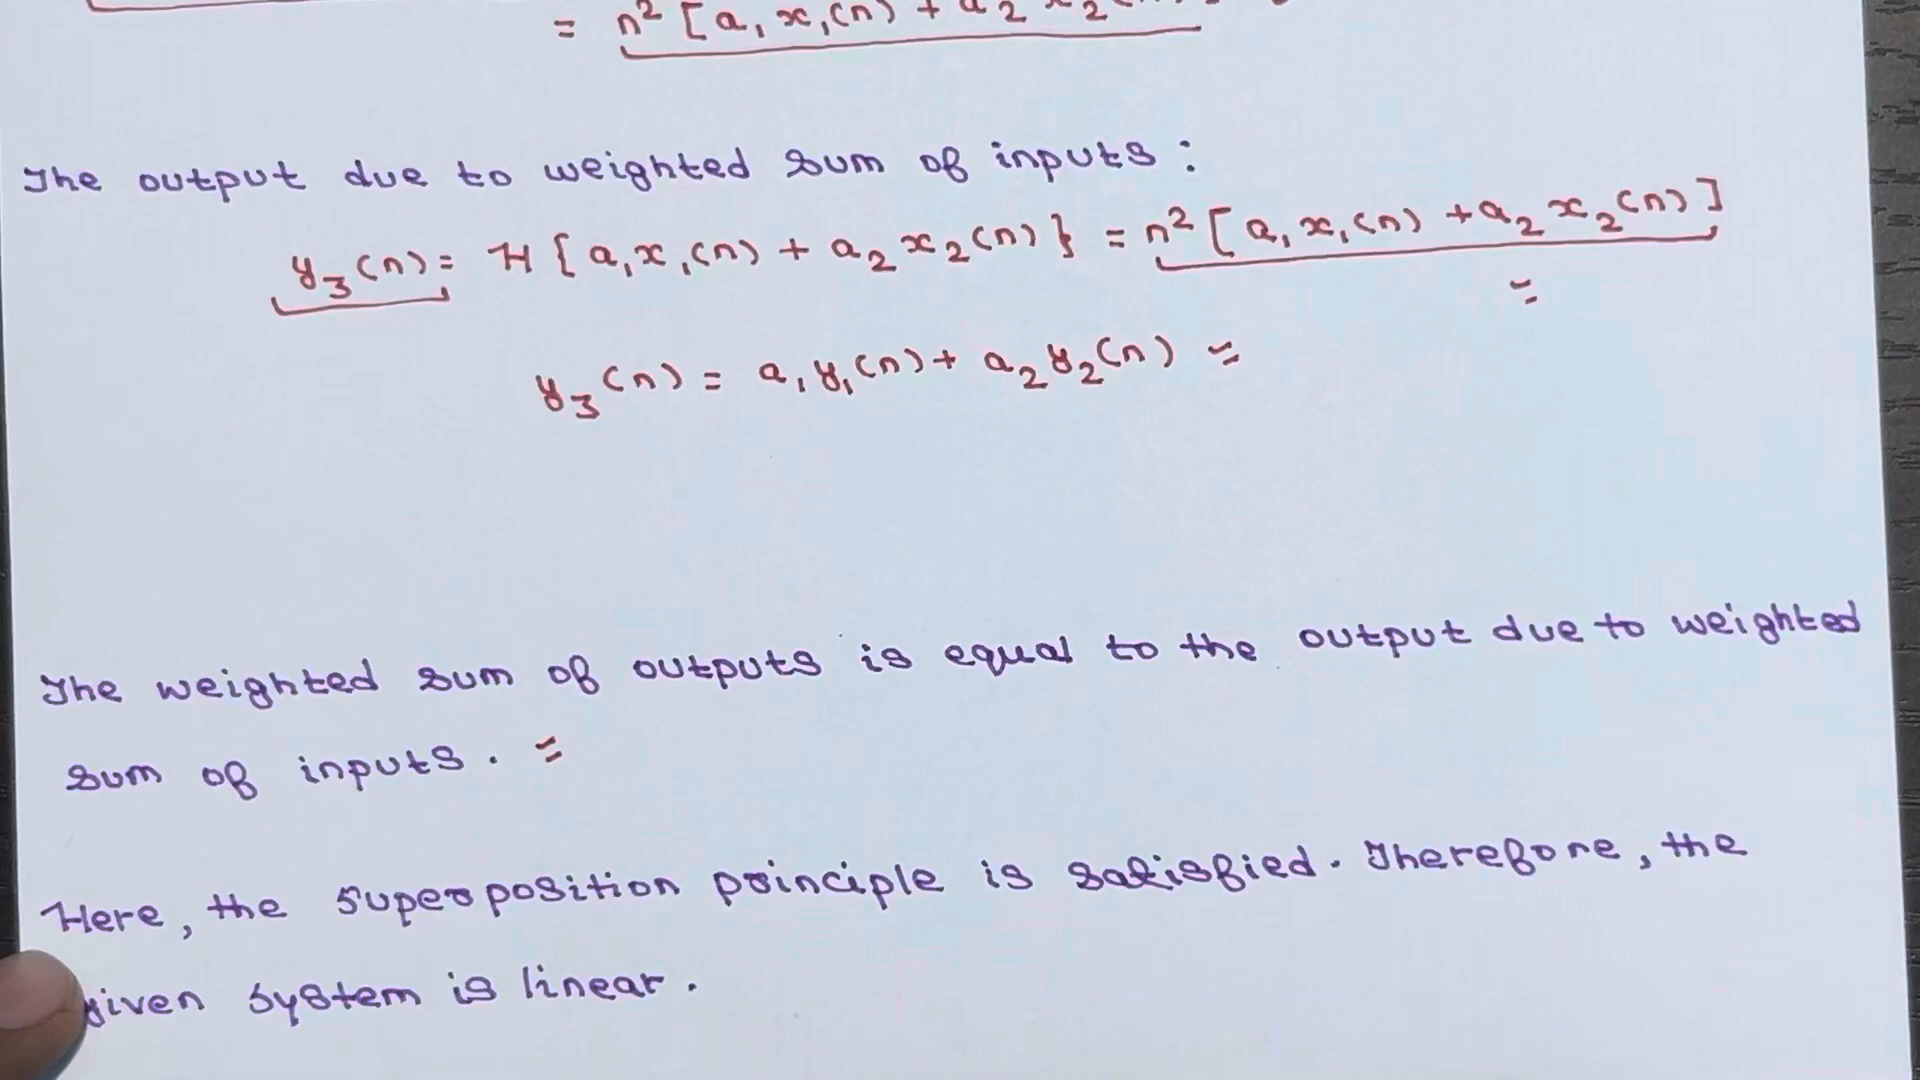 = n² [a₁x₁(n) + a₂x₂(n)
The output due to weighted sum of inputs :
y₃(n) = H{a₁x₁(n) + a₂x₂(n)} = n² [a₁x₁(n) + a₂x₂(n)]
y₃(n) = a₁y₁(n) + a₂y₂(n)
The weighted sum of outputs is equal to the output due to weighted
sum of inputs.
Here, the superposition principle is satisfied. Therefore, the
given system is linear.